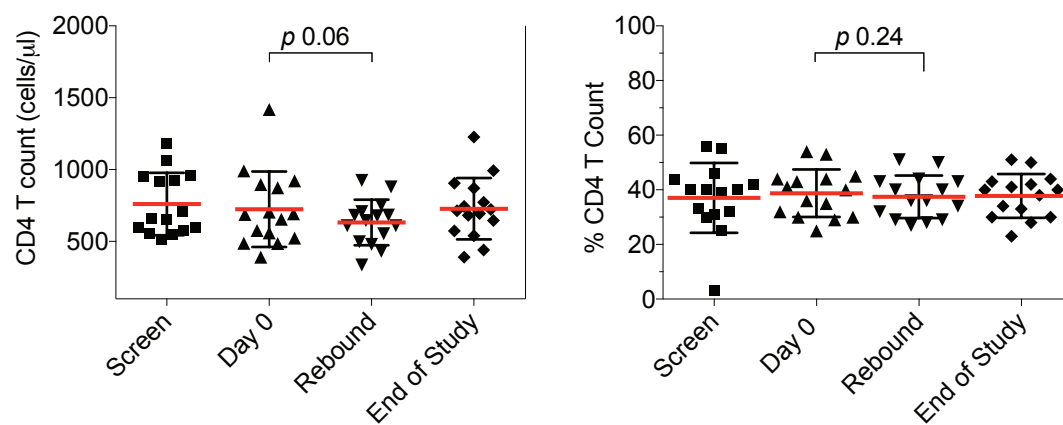 2000
1500
1000
500
CD4 T count (cells/µl)
p 0.06
Screen
Day 0
Rebound
End of Study
100
80
60
40
20
0
% CD4 T Count
p 0.24
Screen
Day 0
Rebound
End of Study